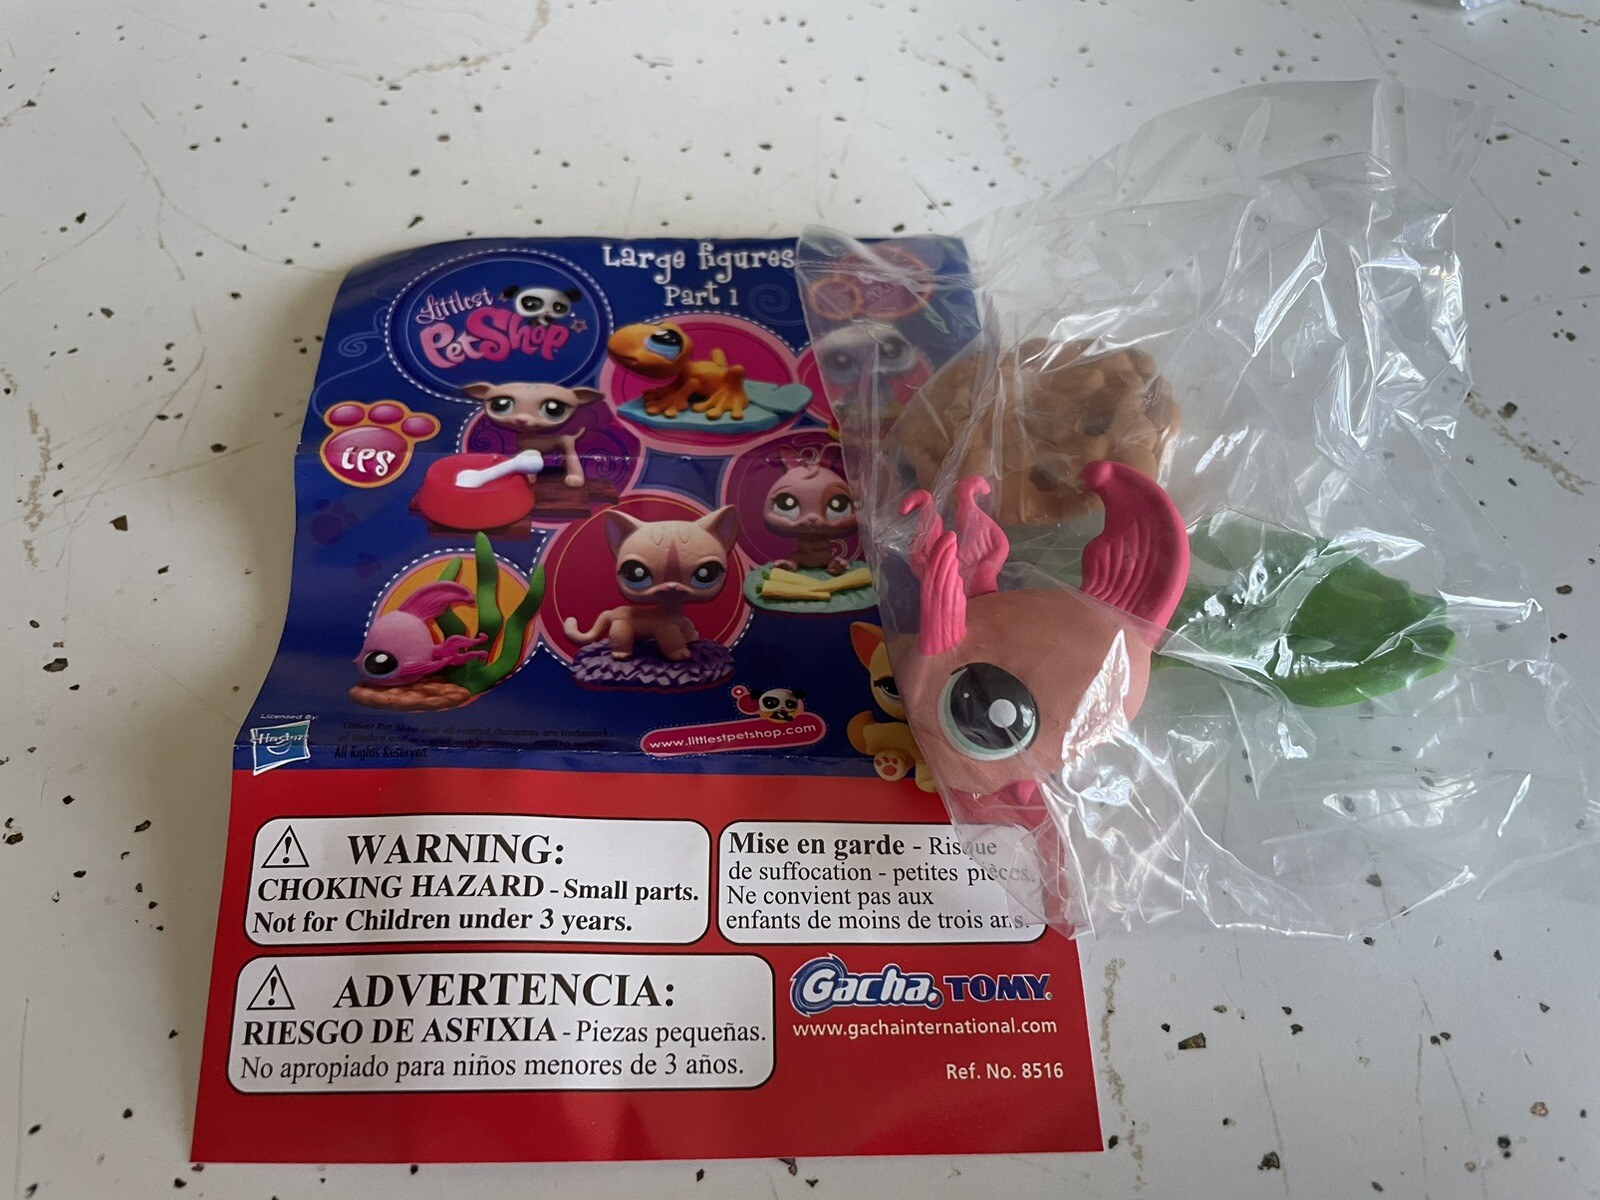 Large figures
Part 1
Littlest
PetShop
LPS
Licensed By:
Hasbro
All Rights Reserved.
www.littlestpetshop.com
WARNING:
CHOKING HAZARD - Small parts.
Not for Children under 3 years.
Mise en garde - Risque
de suffocation - petites pièces.
Ne convient pas aux
enfants de moins de trois ans.
ADVERTENCIA:
RIESGO DE ASFIXIA - Piezas pequeñas.
No apropiado para niños menores de 3 años.
Gacha. TOMY.
www.gachainternational.com
Ref. No. 8516